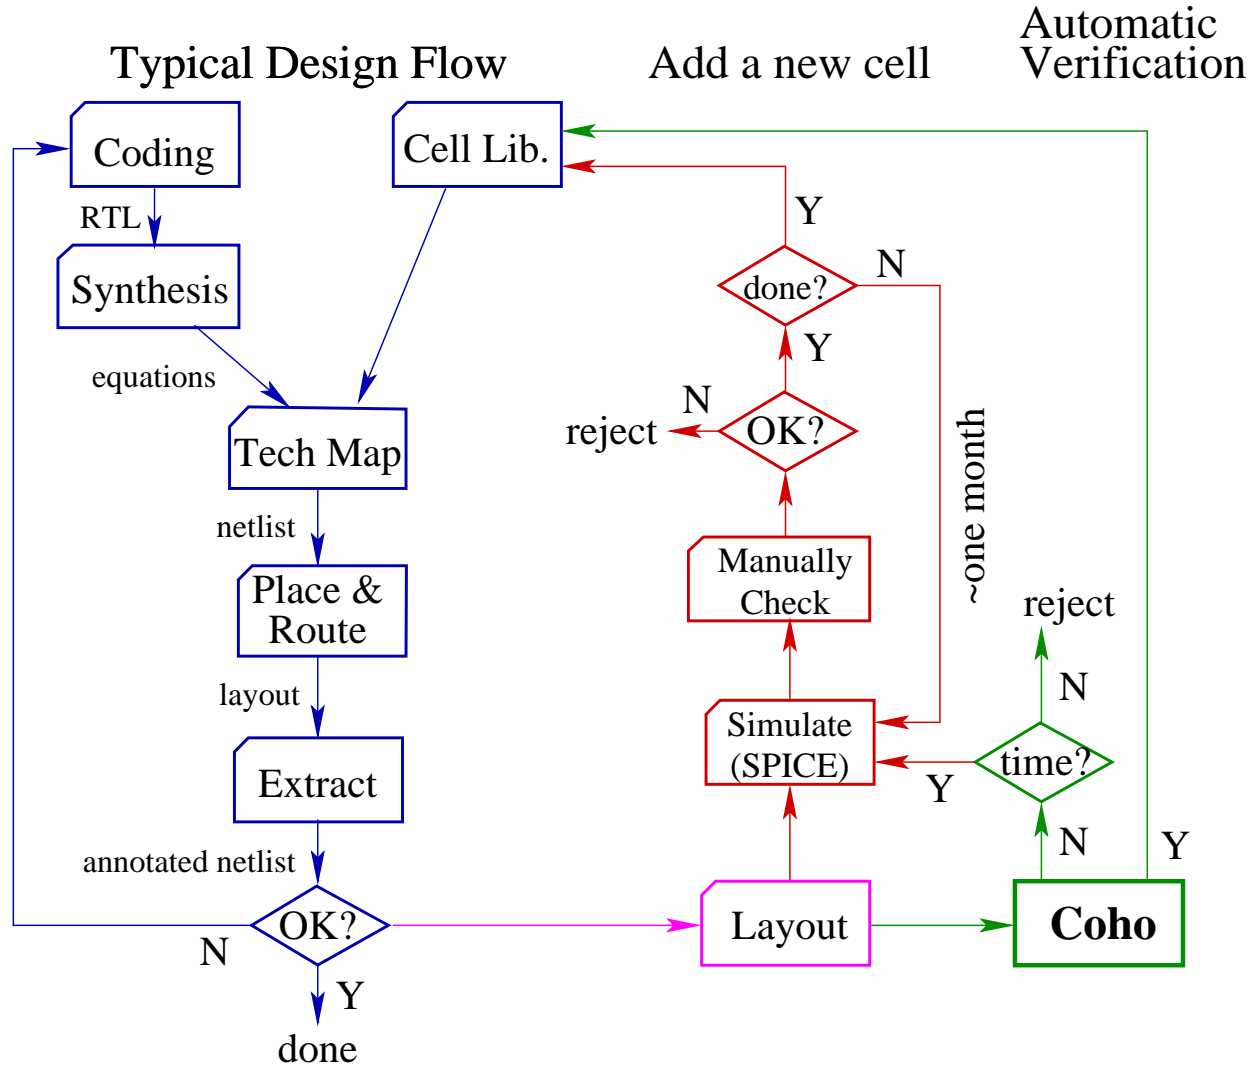 Automatic
Verification
Typical Design Flow
Add a new cell
Coding
Cell Lib.
RTL
Synthesis
equations
Tech Map
netlist
Place &
Route
layout
Extract
annotated netlist
OK?
N
Y
done
Y
done?
N
Y
N
reject
OK?
~one month
Manually
Check
Simulate
(SPICE)
Layout
reject
N
time?
Y
N
Y
Coho